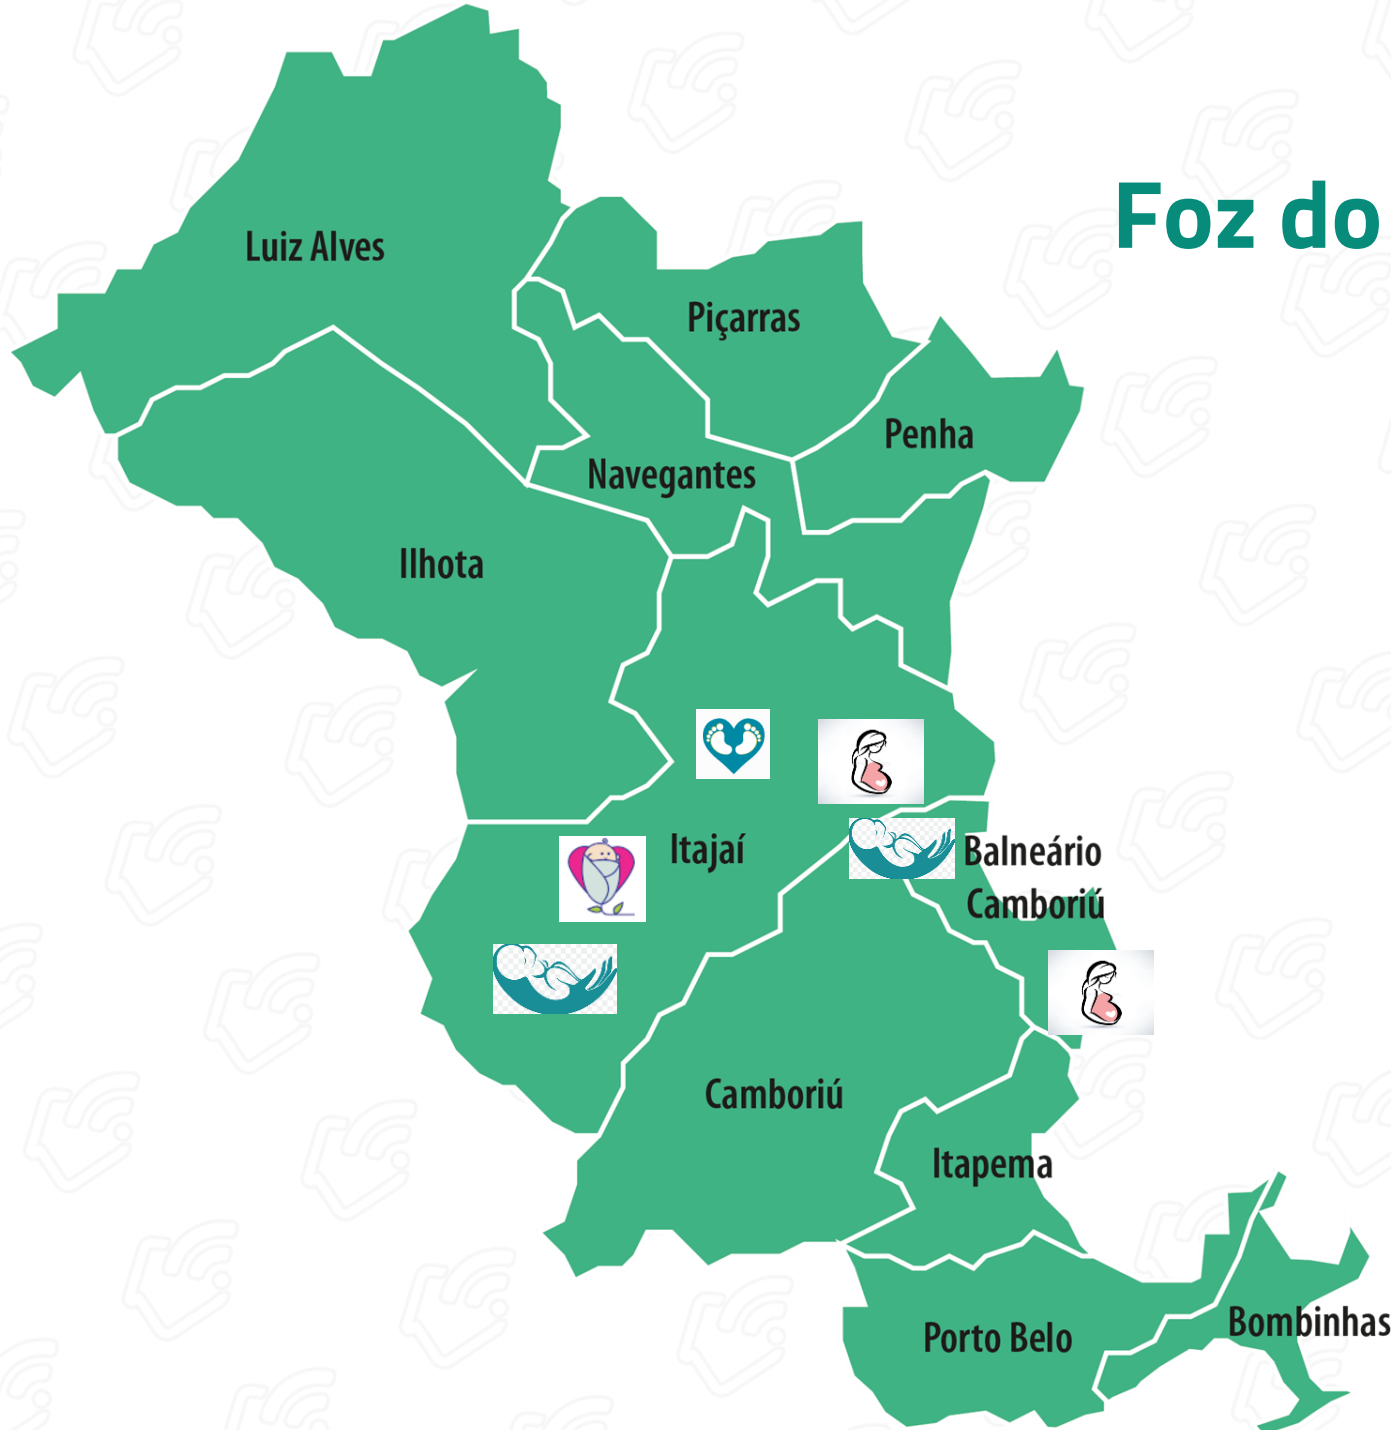 Foz do
Luiz Alves
Piçarras
Penha
Navegantes
Ilhota
Itajaí
Balneário
Camboriú
Camboriú
Itapema
Bombinhas
Porto Belo